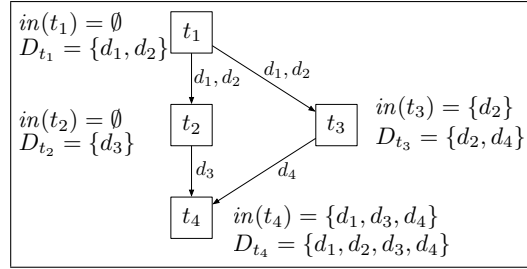 in(t₁) = ∅
D_{t₁} = {d₁, d₂}
t₁
d₁, d₂
d₁, d₂
in(t₂) = ∅
D_{t₂} = {d₃}
t₂
t₃
in(t₃) = {d₂}
D_{t₃} = {d₂, d₄}
d₃
d₄
t₄
in(t₄) = {d₁, d₃, d₄}
D_{t₄} = {d₁, d₂, d₃, d₄}